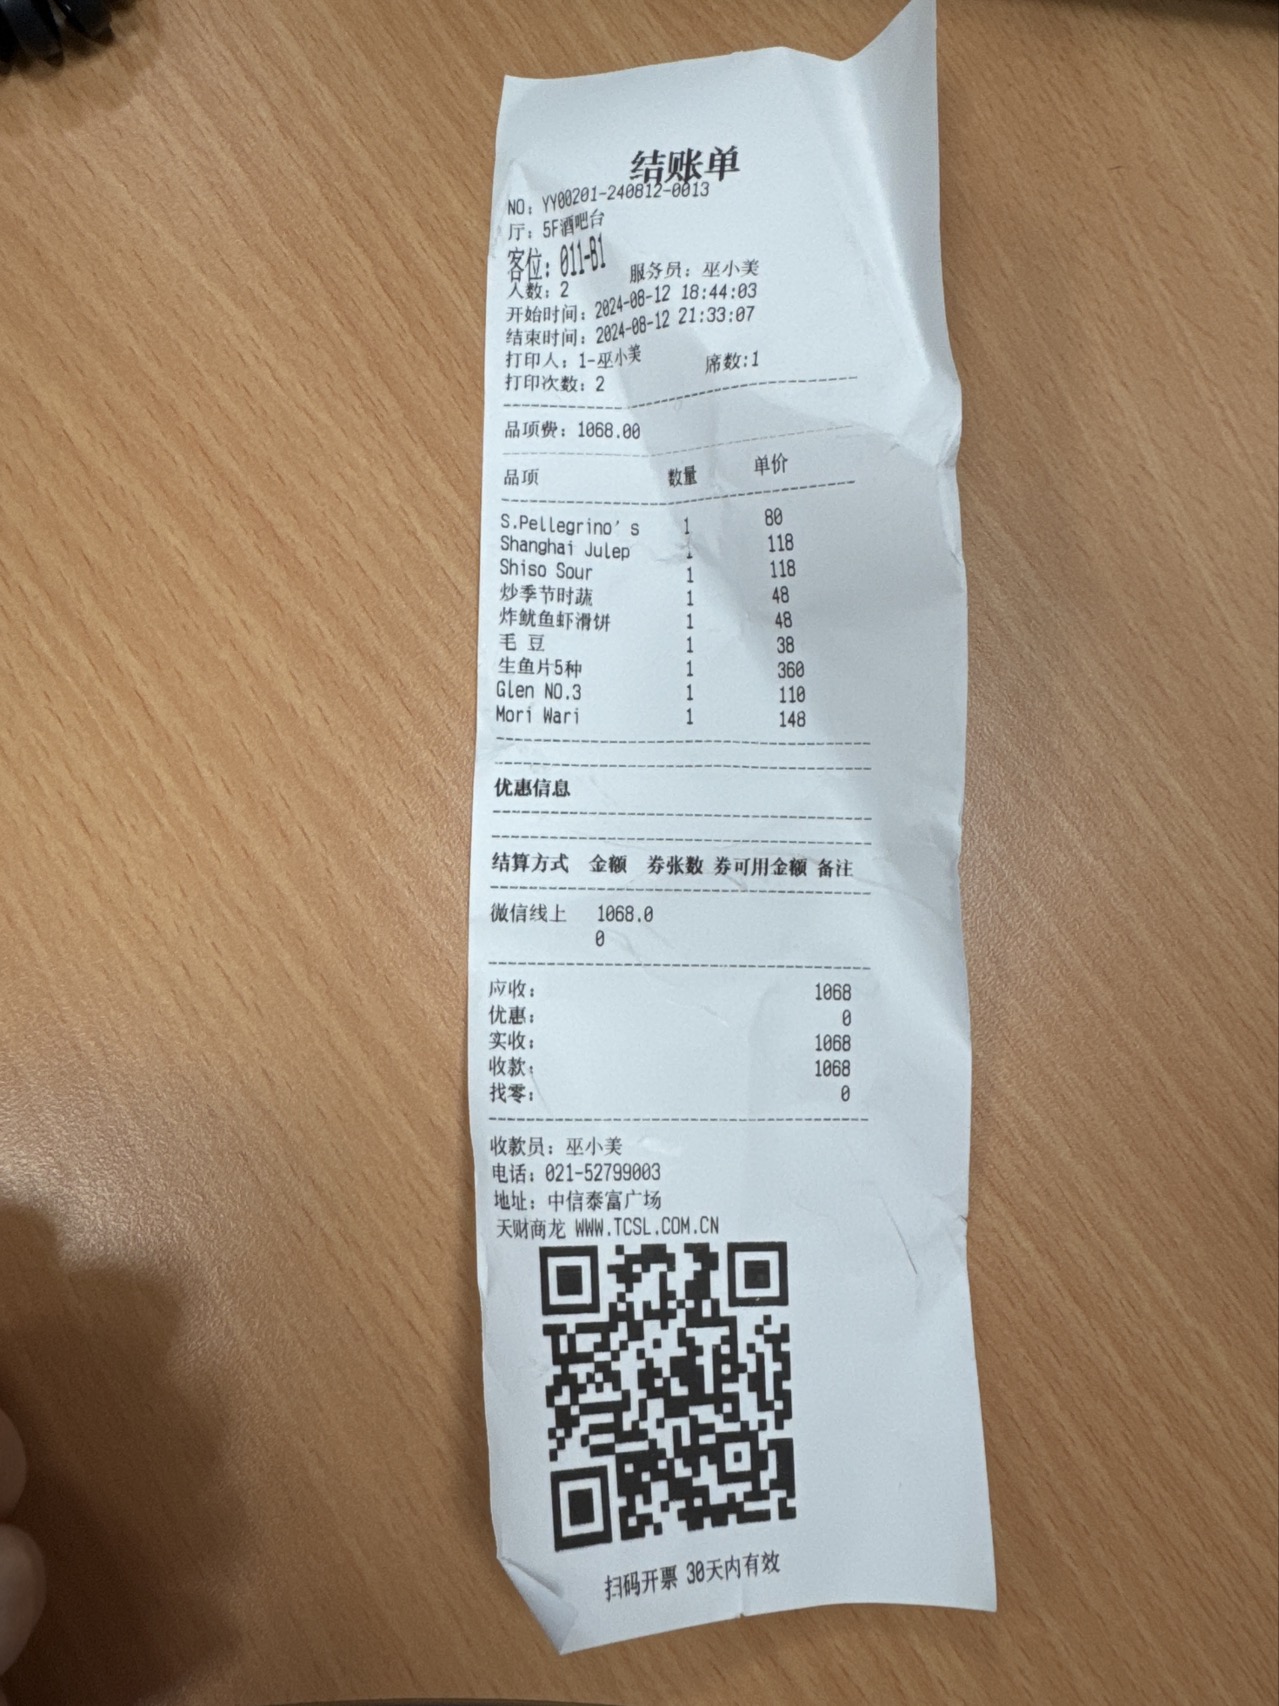 结账单
NO: YY00201-240812-0013
厅: 5F酒吧台
客位: 011-B1 服务员: 巫小美
人数: 2
开始时间: 2024-08-12 18:44:03
结束时间: 2024-08-12 21:33:07
打印人: 1-巫小美 席数:1
打印次数: 2
品项费: 1068.00
品项 数量 单价
S.Pellegrino's 1 80
Shanghai Julep 1 118
Shiso Sour 1 118
炒季节时蔬 1 48
炸鱿鱼虾滑饼 1 48
毛 豆 1 38
生鱼片5种 1 360
Glen NO.3 1 110
Mori Wari 1 148
优惠信息
结算方式 金额 券张数 券可用金额 备注
微信线上 1068.0
0
应收: 1068
优惠: 0
实收: 1068
收款: 1068
找零: 0
收款员: 巫小美
电话: 021-52799003
地址: 中信泰富广场
天财商龙 WWW.TCSL.COM.CN
扫码开票 30天内有效